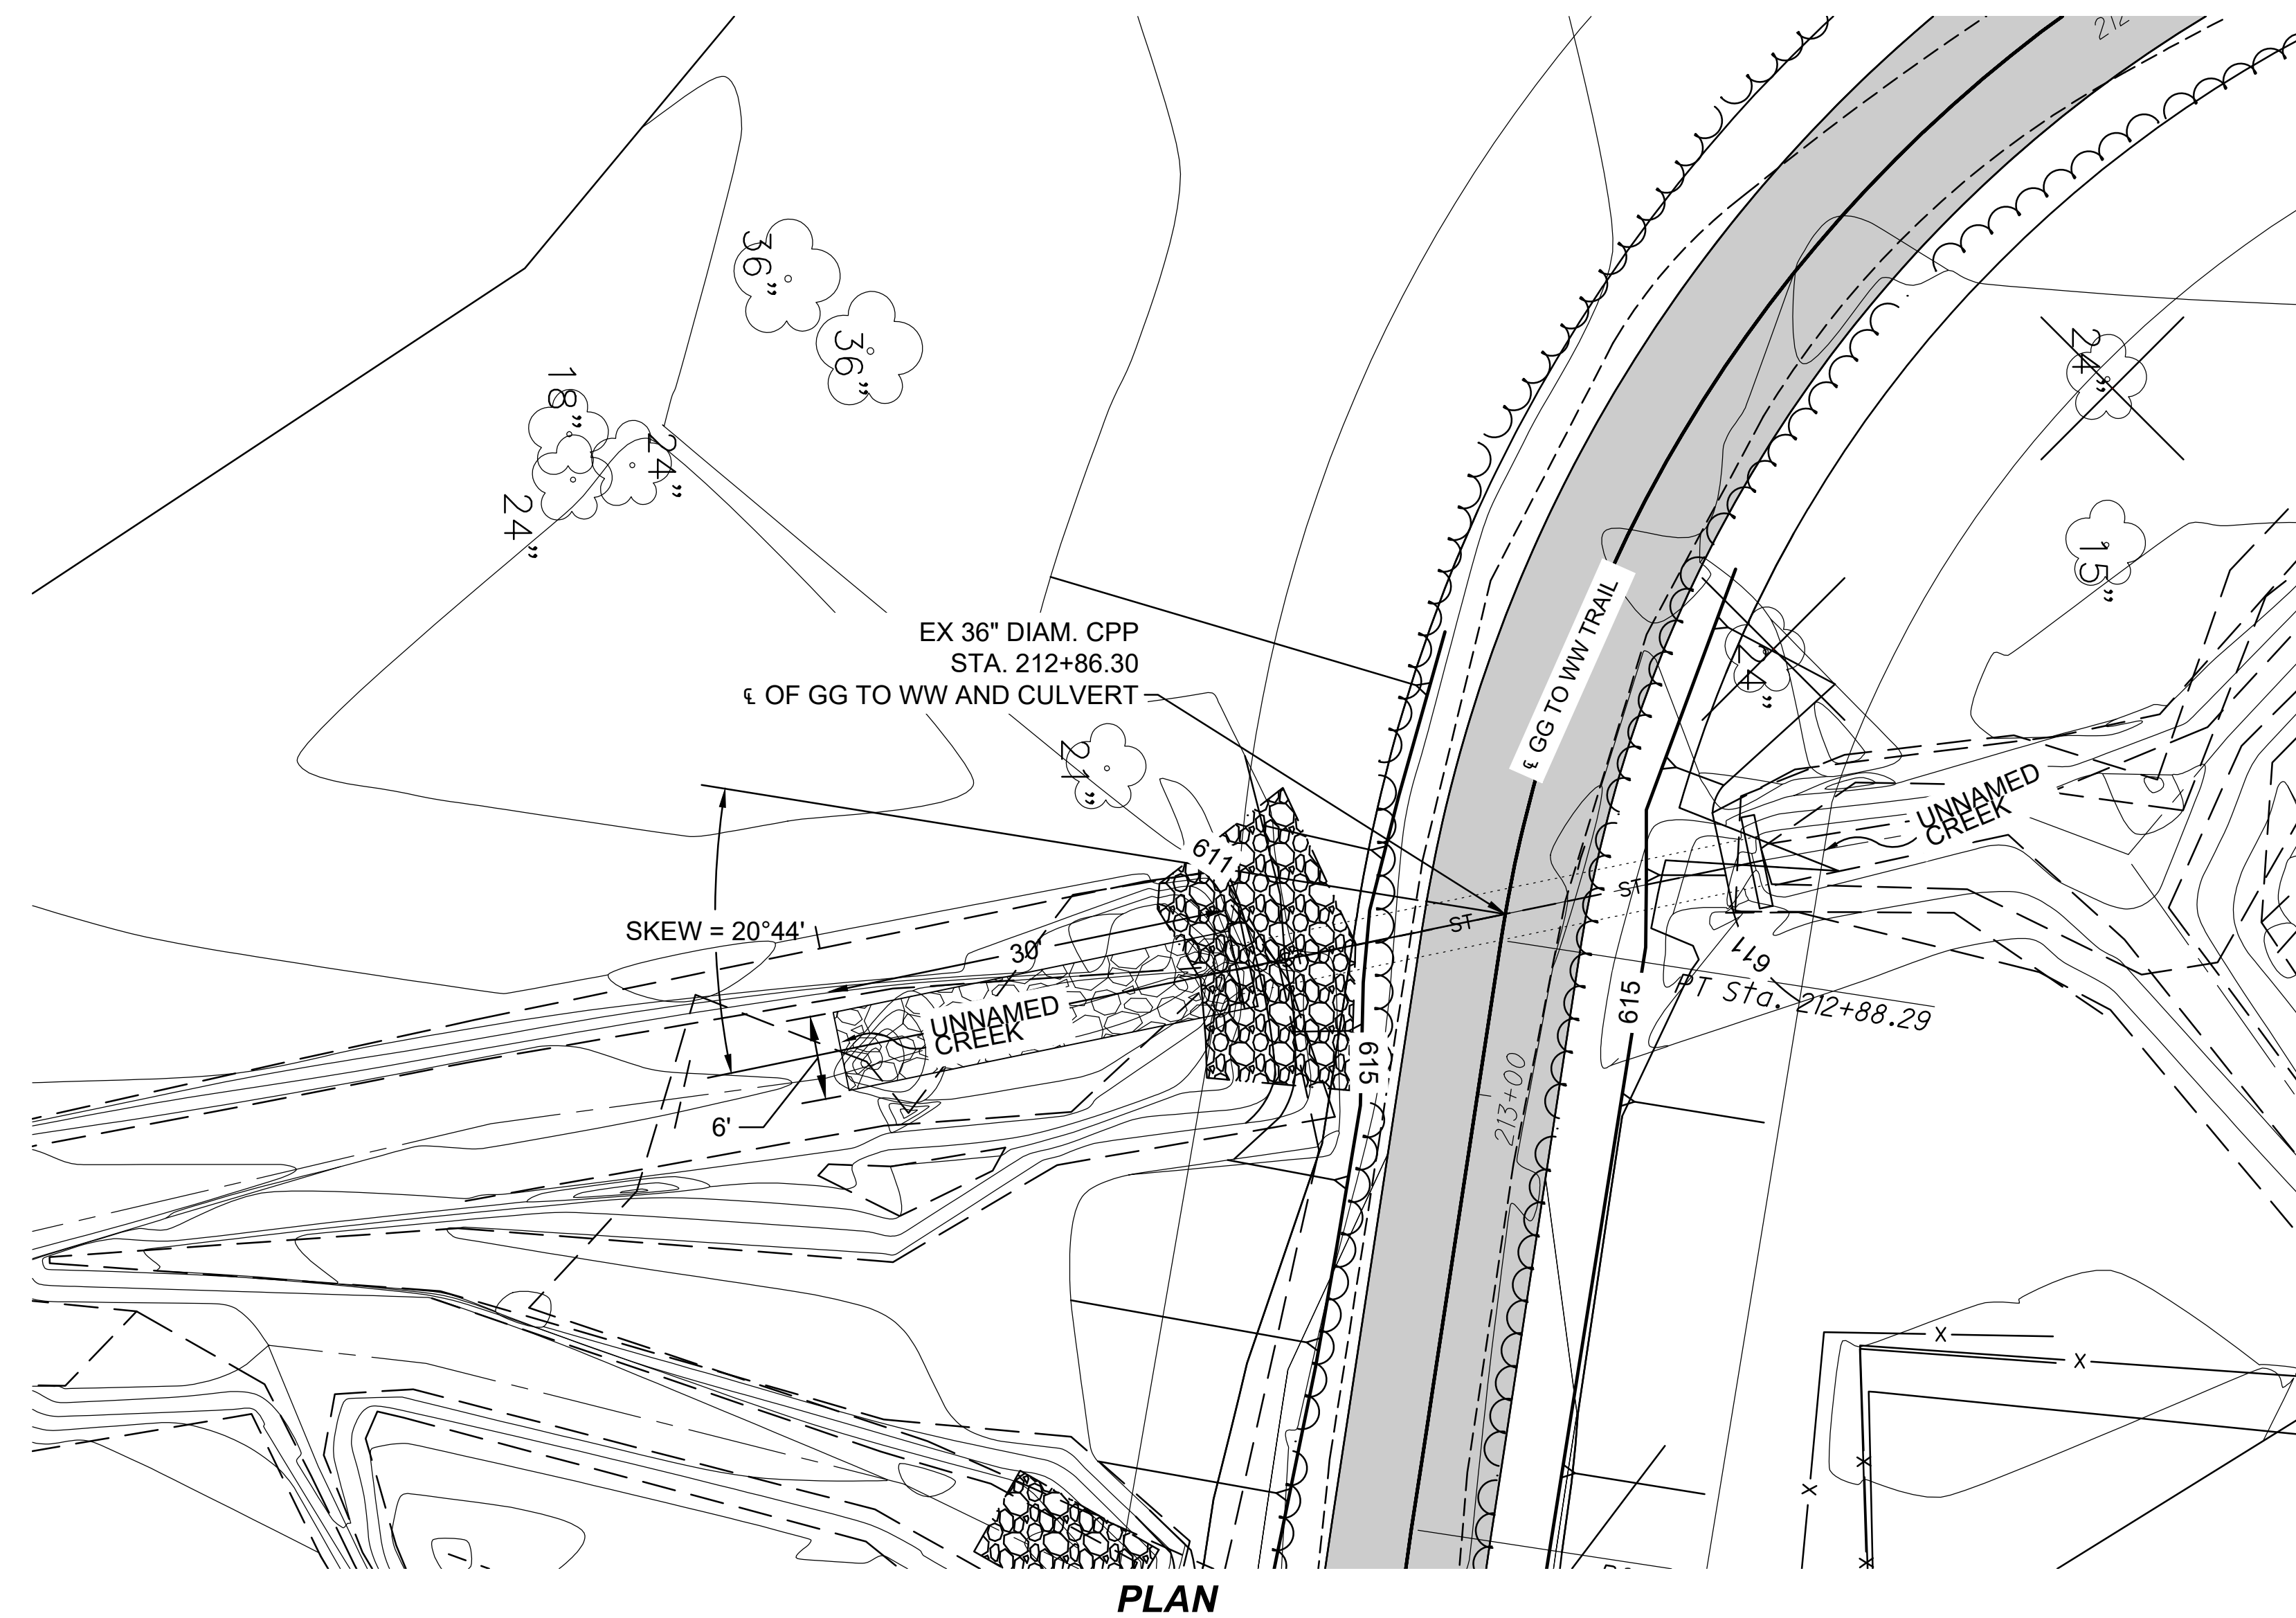 212
36"
36"
18"
24"
24"
24"
15"
24"
EX 36" DIAM. CPP
STA. 212+86.30
℄ OF GG TO WW AND CULVERT
℄ GG TO WW TRAIL
21"
UNNAMED
CREEK
611
ST
ST
SKEW = 20°44'
30'
611
PT Sta. 212+88.29
615
UNNAMED
CREEK
615
6'
213+00
X
X
X
X
X
PLAN